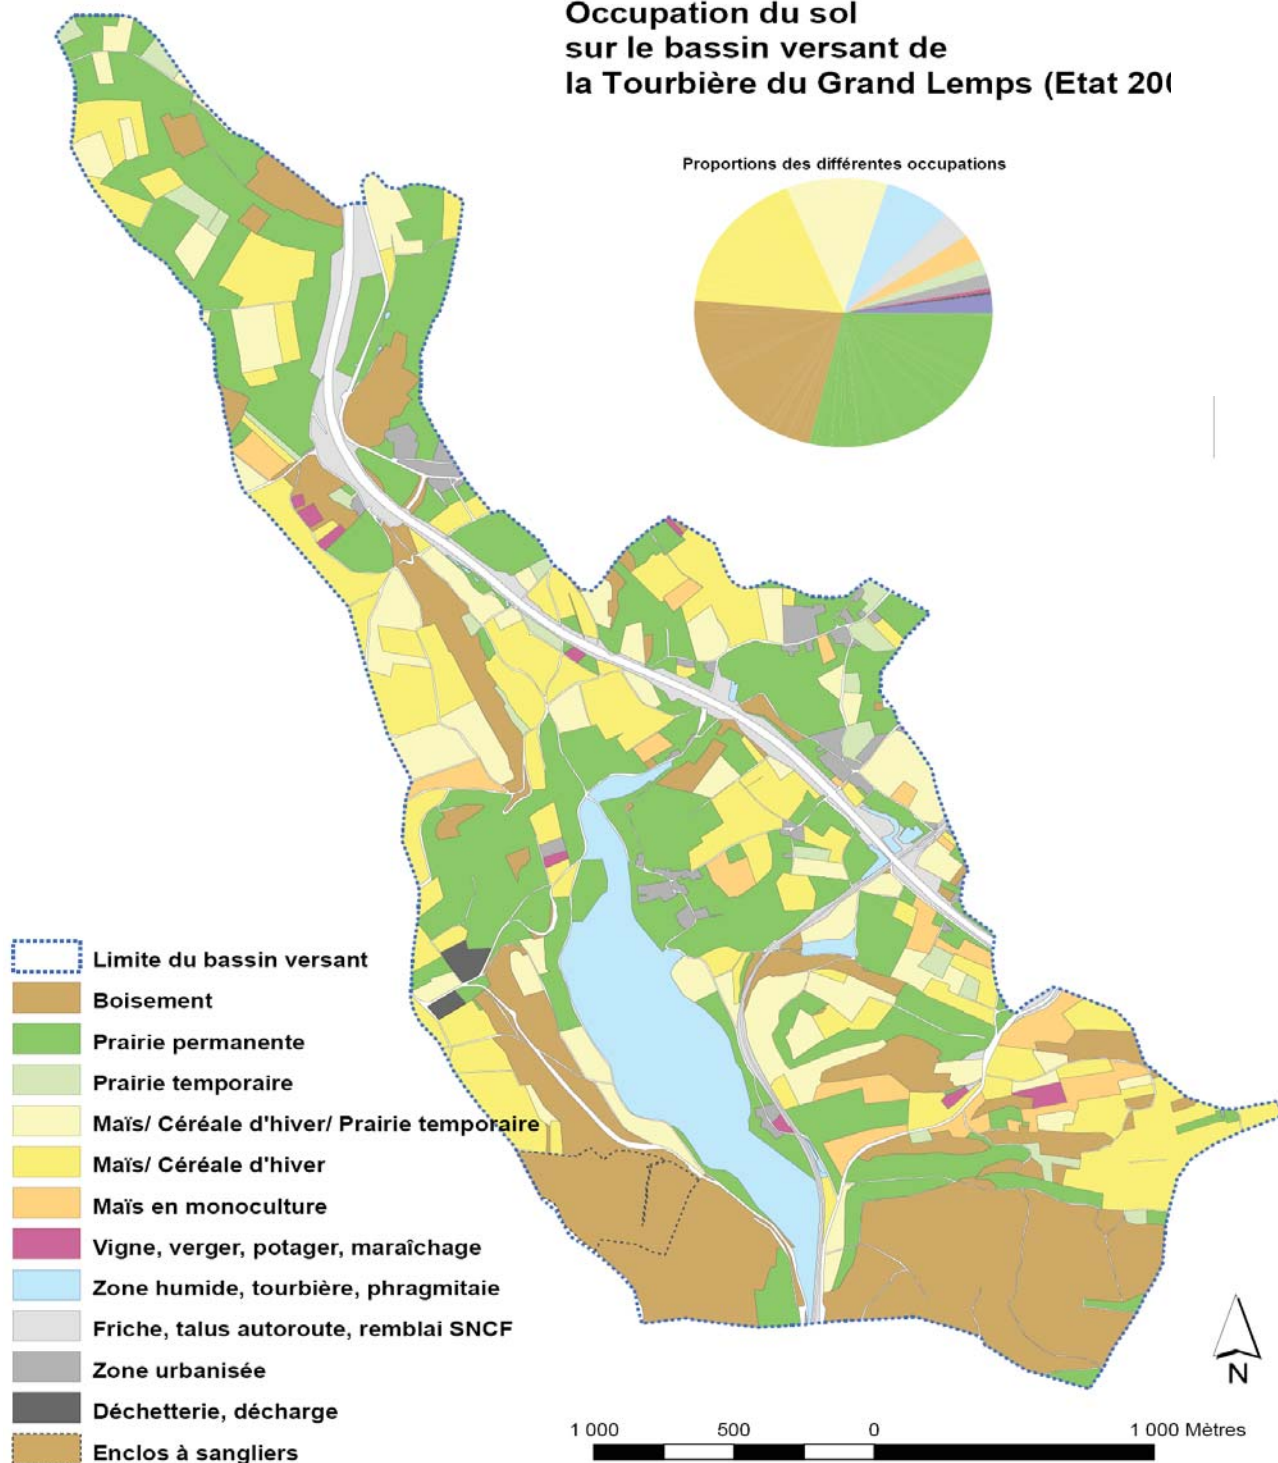 Occupation du sol
sur le bassin versant de
la Tourbière du Grand Lemps (Etat 200
Proportions des différentes occupations
Limite du bassin versant
Boisement
Prairie permanente
Prairie temporaire
Maïs/ Céréale d'hiver/ Prairie temporaire
Maïs/ Céréale d'hiver
Maïs en monoculture
Vigne, verger, potager, maraîchage
Zone humide, tourbière, phragmitaie
Friche, talus autoroute, remblai SNCF
Zone urbanisée
Déchetterie, décharge
Enclos à sangliers
N
1 000 500 0 1 000 Mètres